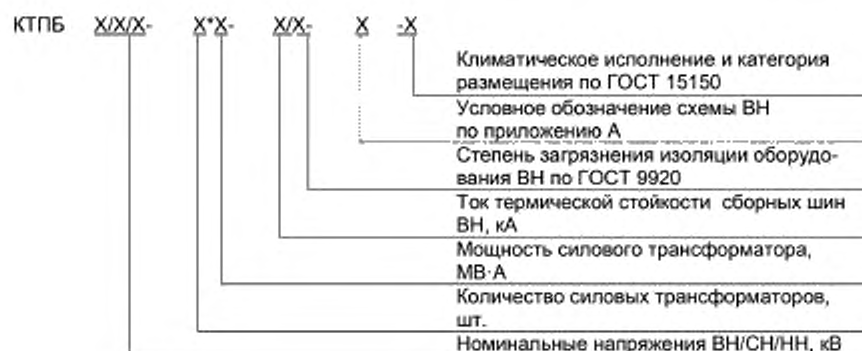 КТПБ X/X/X- X*X- X/X- X -X
Климатическое исполнение и категория
размещения по ГОСТ 15150
Условное обозначение схемы ВН
по приложению А
Степень загрязнения изоляции оборудо-
вания ВН по ГОСТ 9920
Ток термической стойкости сборных шин
ВН, кА
Мощность силового трансформатора,
МВ·А
Количество силовых трансформаторов,
шт.
Номинальные напряжения ВН/СН/НН, кВ